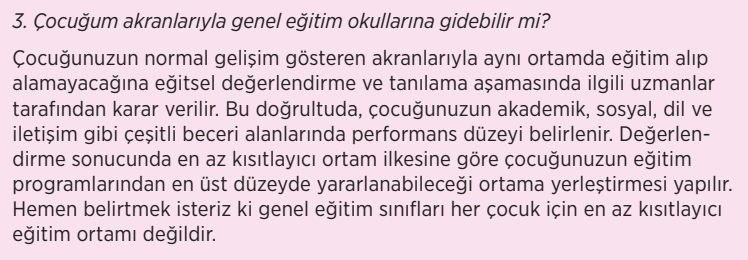 3. Çocuğum akranlarıyla genel eğitim okullarına gidebilir mi?
Çocuğunuzun normal gelişim gösteren akranlarıyla aynı ortamda eğitim alıp
alamayacağına eğitsel değerlendirme ve tanılama aşamasında ilgili uzmanlar
tarafından karar verilir. Bu doğrultuda, çocuğunuzun akademik, sosyal, dil ve
iletişim gibi çeşitli beceri alanlarında performans düzeyi belirlenir. Değerlen-
dirme sonucunda en az kısıtlayıcı ortam ilkesine göre çocuğunuzun eğitim
programlarından en üst düzeyde yararlanabileceği ortama yerleştirmesi yapılır.
Hemen belirtmek isteriz ki genel eğitim sınıfları her çocuk için en az kısıtlayıcı
eğitim ortamı değildir.